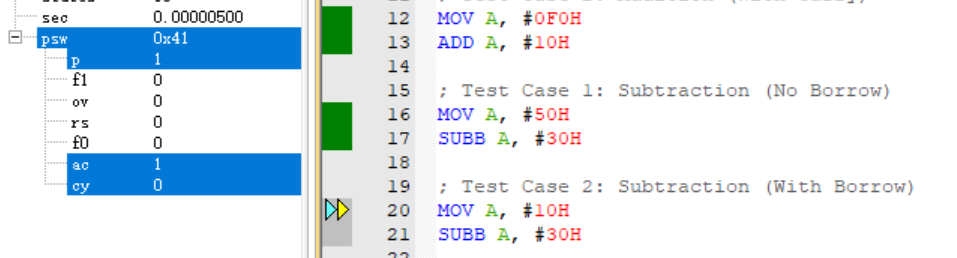 sec 0.00000500
psw 0x41
p 1
f1 0
ov 0
rs 0
f0 0
ac 1
cy 0
12 MOV A, #0F0H
13 ADD A, #10H
14
15 ; Test Case 1: Subtraction (No Borrow)
16 MOV A, #50H
17 SUBB A, #30H
18
19 ; Test Case 2: Subtraction (With Borrow)
20 MOV A, #10H
21 SUBB A, #30H